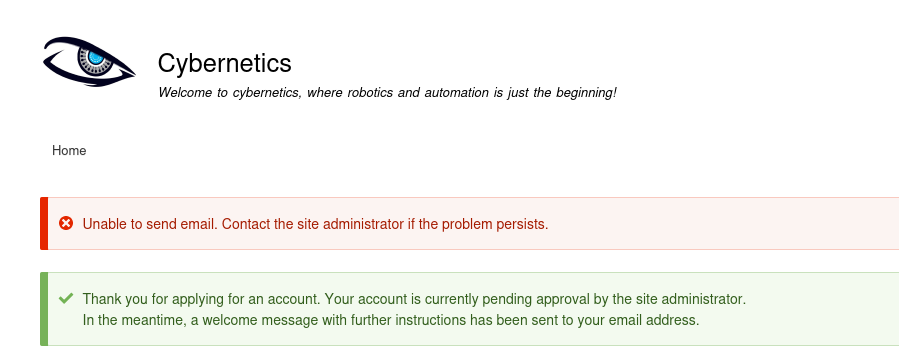 Cybernetics
Welcome to cybernetics, where robotics and automation is just the beginning!
Home
Unable to send email. Contact the site administrator if the problem persists.
Thank you for applying for an account. Your account is currently pending approval by the site administrator.
In the meantime, a welcome message with further instructions has been sent to your email address.